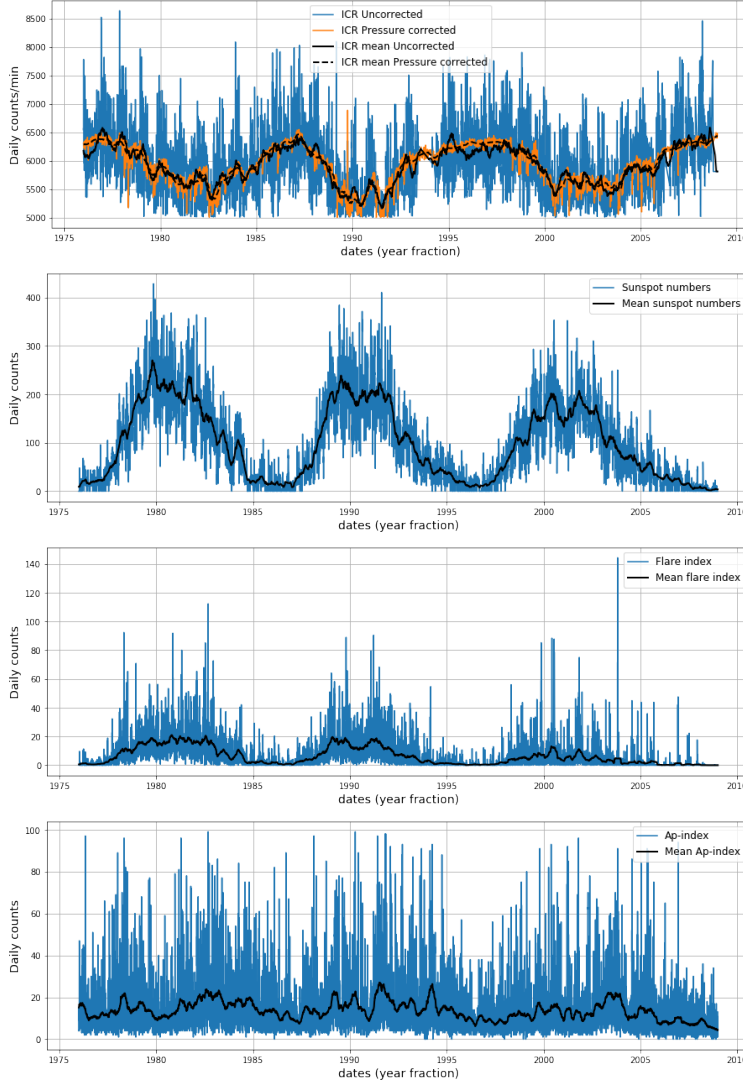 ICR Uncorrected
ICR Pressure corrected
ICR mean Uncorrected
ICR mean Pressure corrected
Daily counts/min
8500
8000
7500
7000
6500
6000
5500
5000
1975 1980 1985 1990 1995 2000 2005 2010
dates (year fraction)
Sunspot numbers
Mean sunspot numbers
Daily counts
400
300
200
100
0
1975 1980 1985 1990 1995 2000 2005 2010
dates (year fraction)
Flare index
Mean flare index
Daily counts
140
120
100
80
60
40
20
0
1975 1980 1985 1990 1995 2000 2005 2010
dates (year fraction)
Ap-index
Mean Ap-index
Daily counts
100
80
60
40
20
0
1975 1980 1985 1990 1995 2000 2005 2010
dates (year fraction)